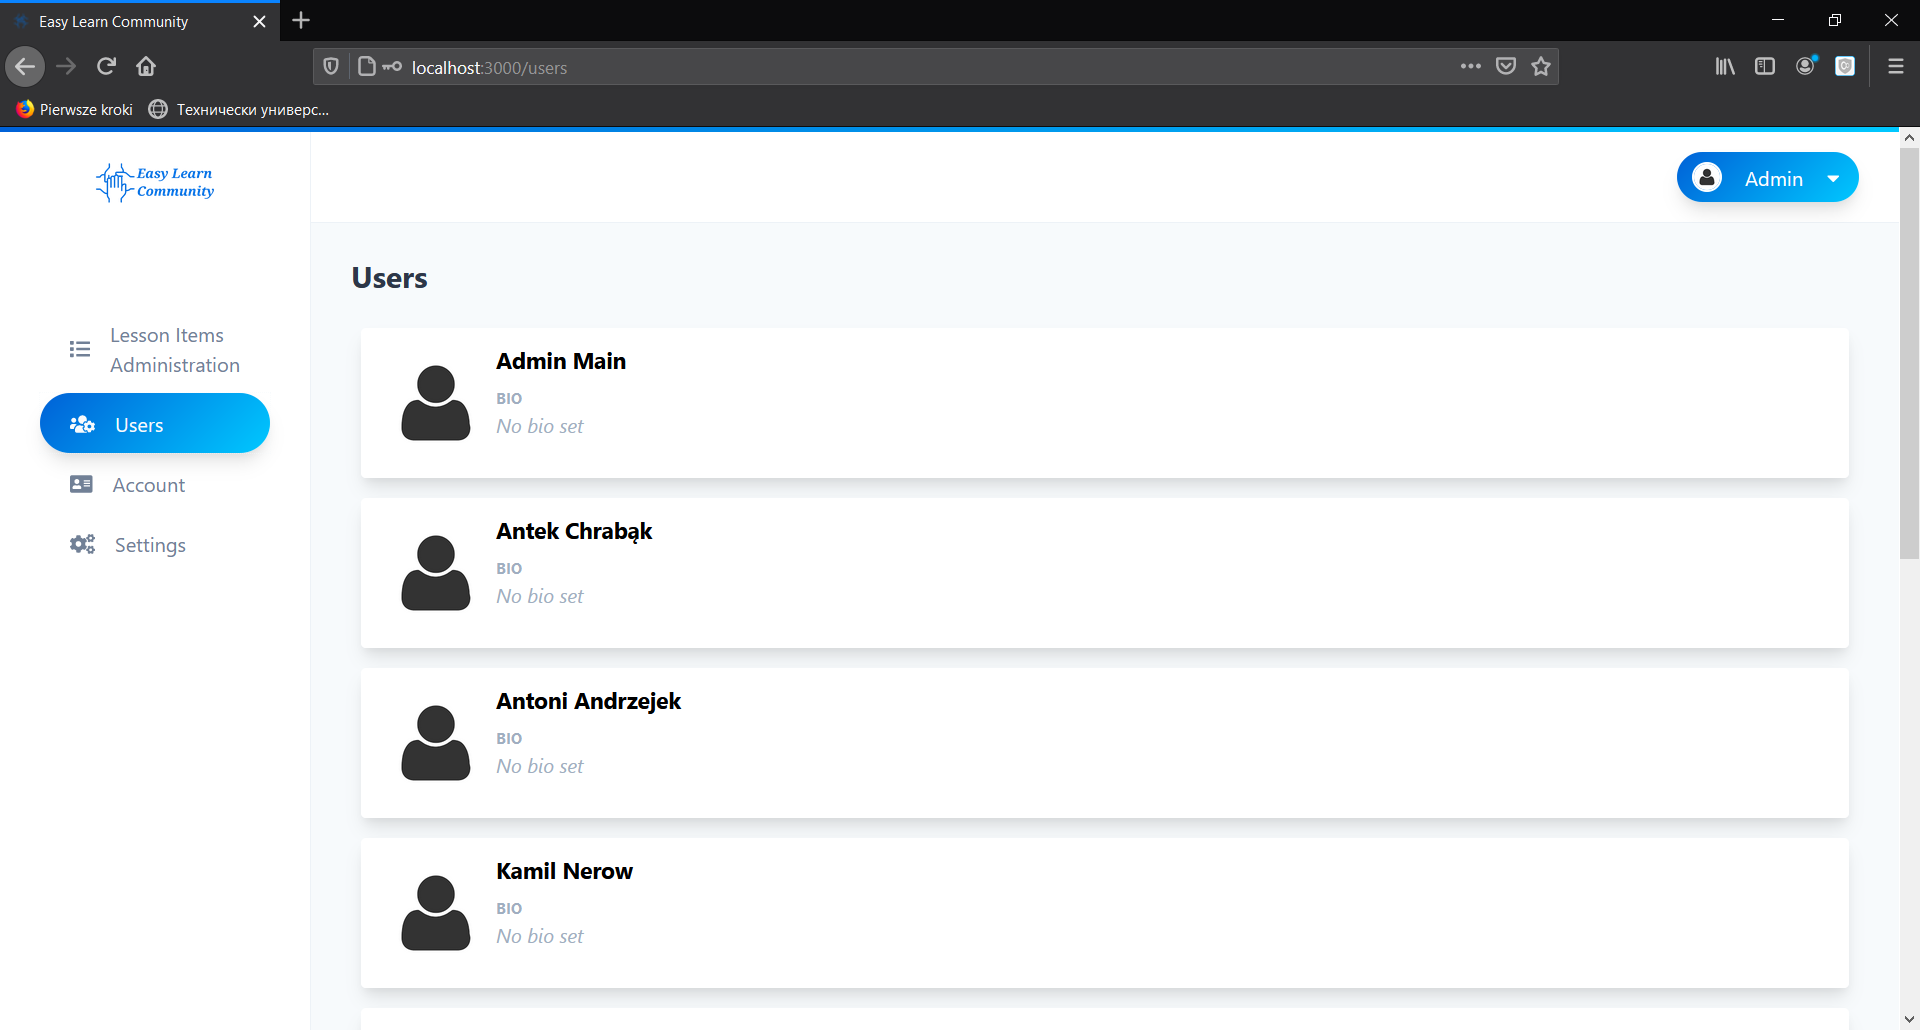 Easy Learn Community
localhost:3000/users
Pierwsze kroki
Технически универс...
Easy Learn
Community
Admin
Lesson Items
Administration
Users
Account
Settings
Users
Admin Main
BIO
No bio set
Antek Chrabąk
BIO
No bio set
Antoni Andrzejek
BIO
No bio set
Kamil Nerow
BIO
No bio set